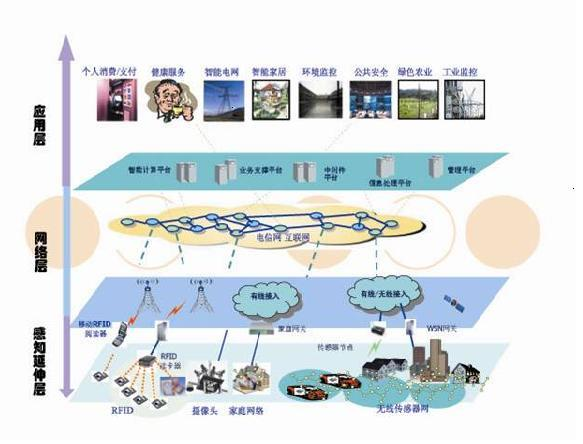 个人消费/支付 健康服务 智能电网 智能家居 环境监控 公共安全 绿色农业 工业监控
应用层
智能计算平台 业务支撑平台 中间件
平台 信息处理平台 管理平台
网络层
电信网 互联网
有线接入 有线/无线接入
移动RFID
阅读器
家庭网关
WSN网关
传感器节点
RFID
读卡器
感知延伸层
RFID 摄像头 家庭网络 无线传感器网